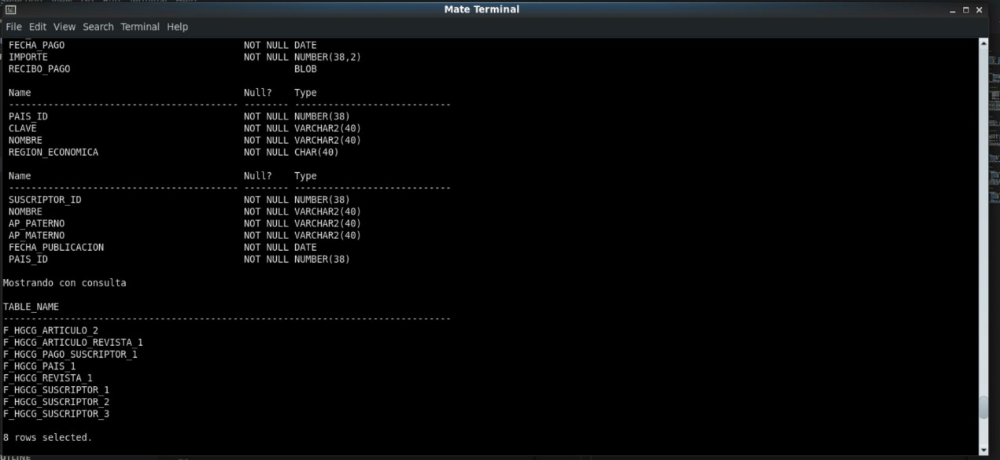 Mate Terminal
File Edit View Search Terminal Help
FECHA_PAGO NOT NULL DATE
IMPORTE NOT NULL NUMBER(38,2)
RECIBO_PAGO BLOB
Name Null? Type
----------------------------------------- -------- ----------------------------
PAIS_ID NOT NULL NUMBER(38)
CLAVE NOT NULL VARCHAR2(40)
NOMBRE NOT NULL VARCHAR2(40)
REGION_ECONOMICA NOT NULL CHAR(40)
Name Null? Type
----------------------------------------- -------- ----------------------------
SUSCRIPTOR_ID NOT NULL NUMBER(38)
NOMBRE NOT NULL VARCHAR2(40)
AP_PATERNO NOT NULL VARCHAR2(40)
AP_MATERNO NOT NULL VARCHAR2(40)
FECHA_PUBLICACION NOT NULL DATE
PAIS_ID NOT NULL NUMBER(38)
Mostrando con consulta
TABLE_NAME
--------------------------------------------------------------------------------
F_HGCG_ARTICULO_2
F_HGCG_ARTICULO_REVISTA_1
F_HGCG_PAGO_SUSCRIPTOR_1
F_HGCG_PAIS_1
F_HGCG_REVISTA_1
F_HGCG_SUSCRIPTOR_1
F_HGCG_SUSCRIPTOR_2
F_HGCG_SUSCRIPTOR_3
8 rows selected.